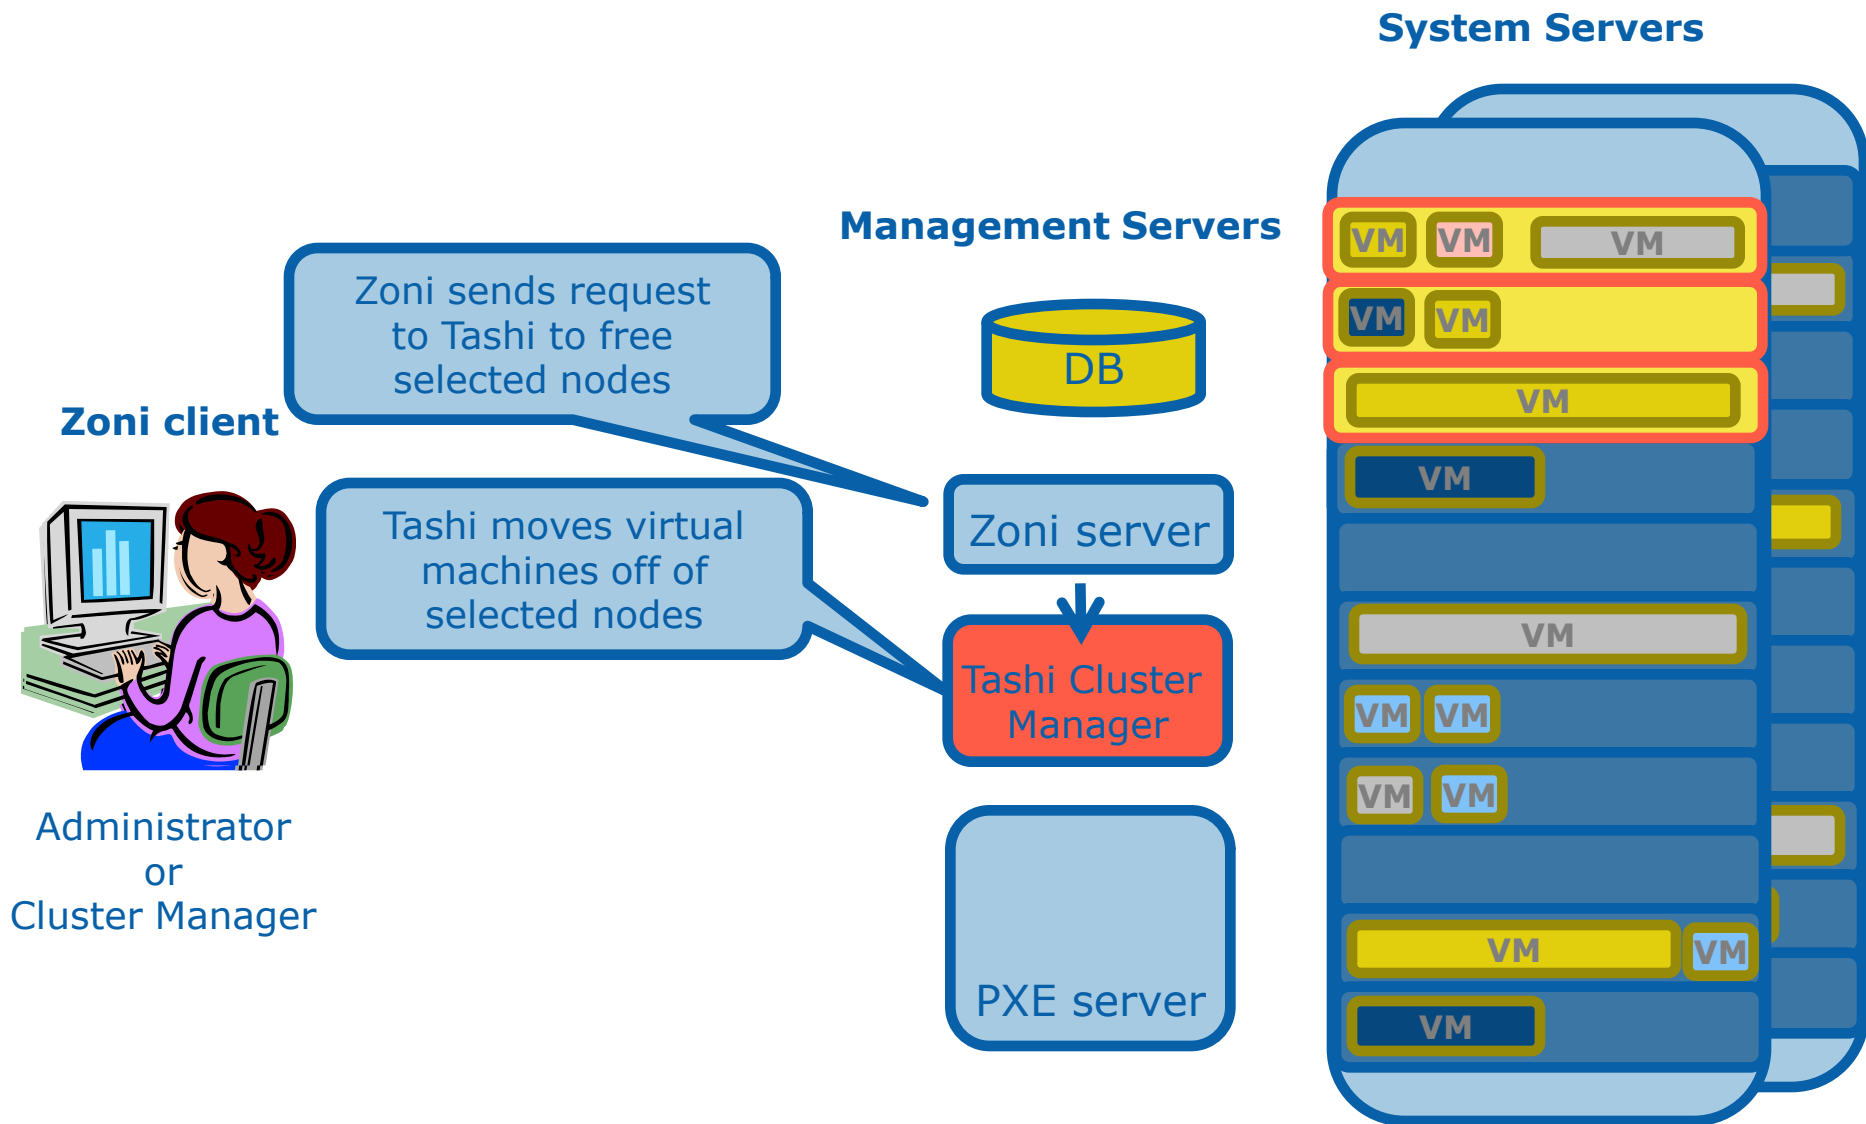 System Servers
Management Servers
Zoni sends request
to Tashi to free
selected nodes
DB
Zoni client
Tashi moves virtual
machines off of
selected nodes
Zoni server
Tashi Cluster
Manager
Administrator
or
Cluster Manager
PXE server
VM VM VM
VM VM
VM
VM
VM
VM VM
VM VM
VM VM
VM